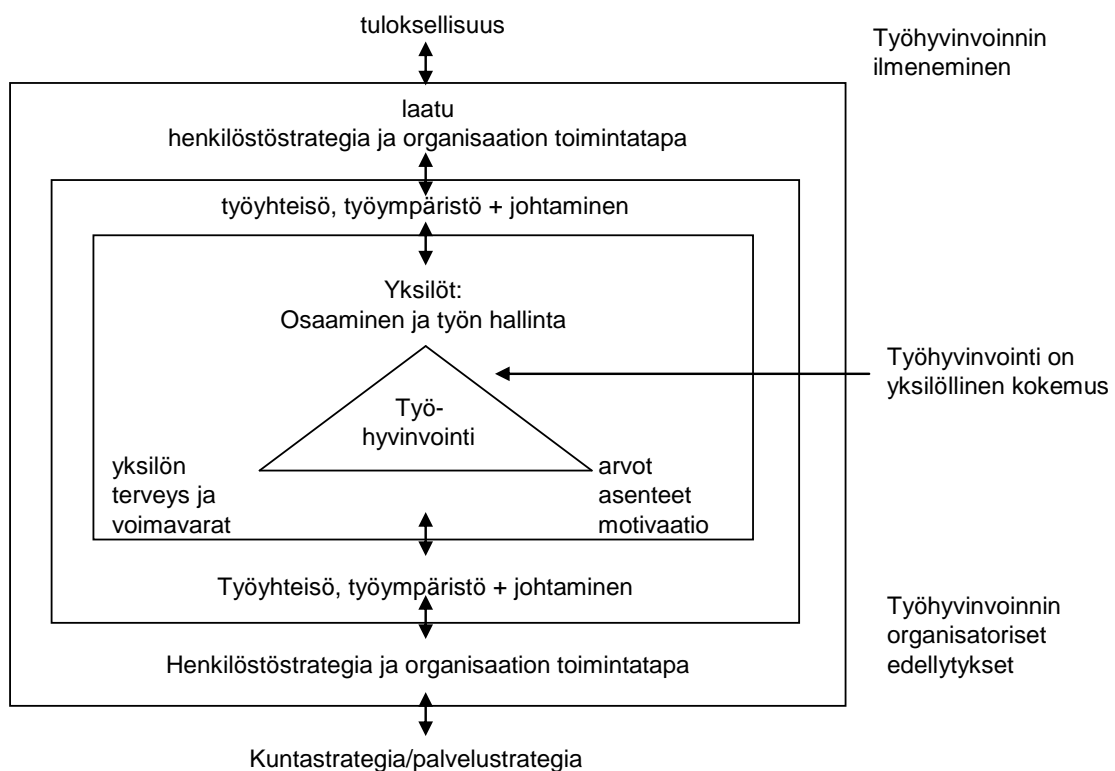 tuloksellisuus
Työhyvinvoinnin
ilmeneminen
laatu
henkilöstöstrategia ja organisaation toimintatapa
työyhteisö, työympäristö + johtaminen
Yksilöt:
Osaaminen ja työn hallinta
Työhyvinvointi on
yksilöllinen kokemus
Työ-
hyvinvointi
yksilön
terveys ja
voimavarat
arvot
asenteet
motivaatio
Työyhteisö, työympäristö + johtaminen
Työhyvinvoinnin
organisatoriset
edellytykset
Henkilöstöstrategia ja organisaation toimintatapa
Kuntastrategia/palvelustrategia